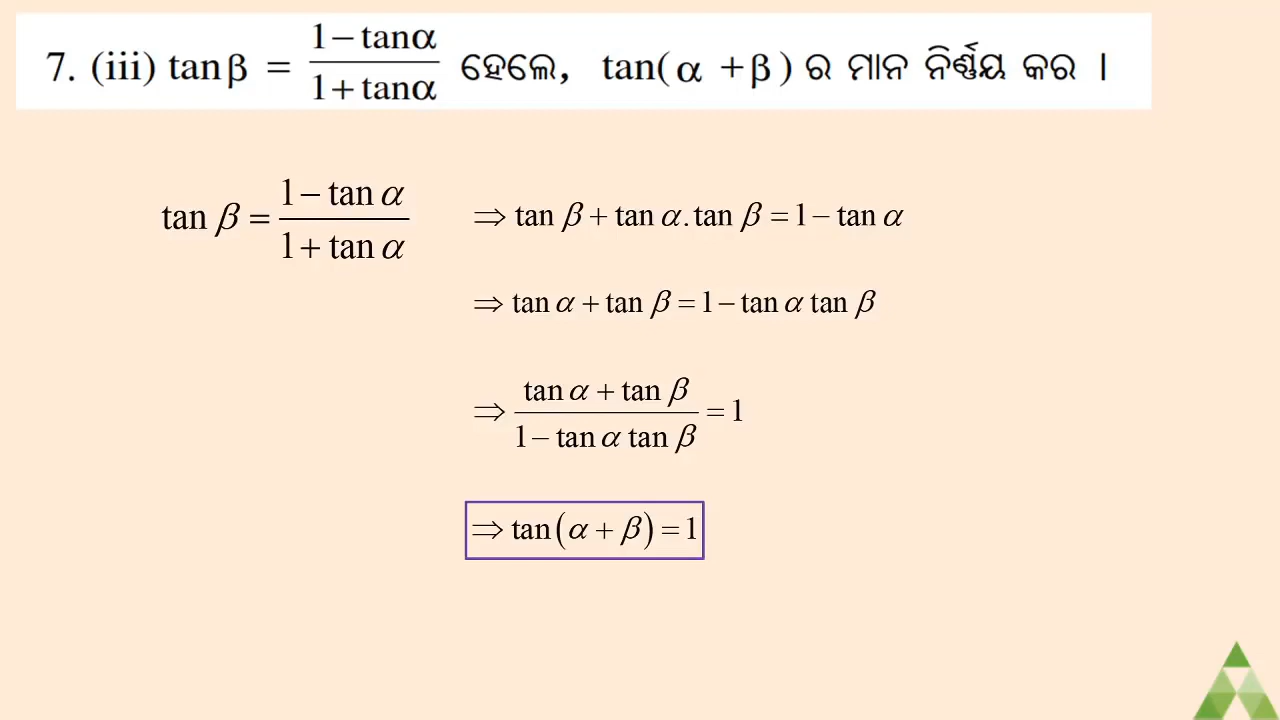 7. (iii) tanβ = (1 − tanα)/(1 + tanα) ହେଲେ, tan(α + β) ର ମାନ ନିର୍ଣ୍ଣୟ କର ।
tan β = (1 − tan α)/(1 + tan α) ⇒ tan β + tan α. tan β = 1 − tan α
⇒ tan α + tan β = 1 − tan α tan β
⇒ (tan α + tan β)/(1 − tan α tan β) = 1
⇒ tan(α + β) = 1